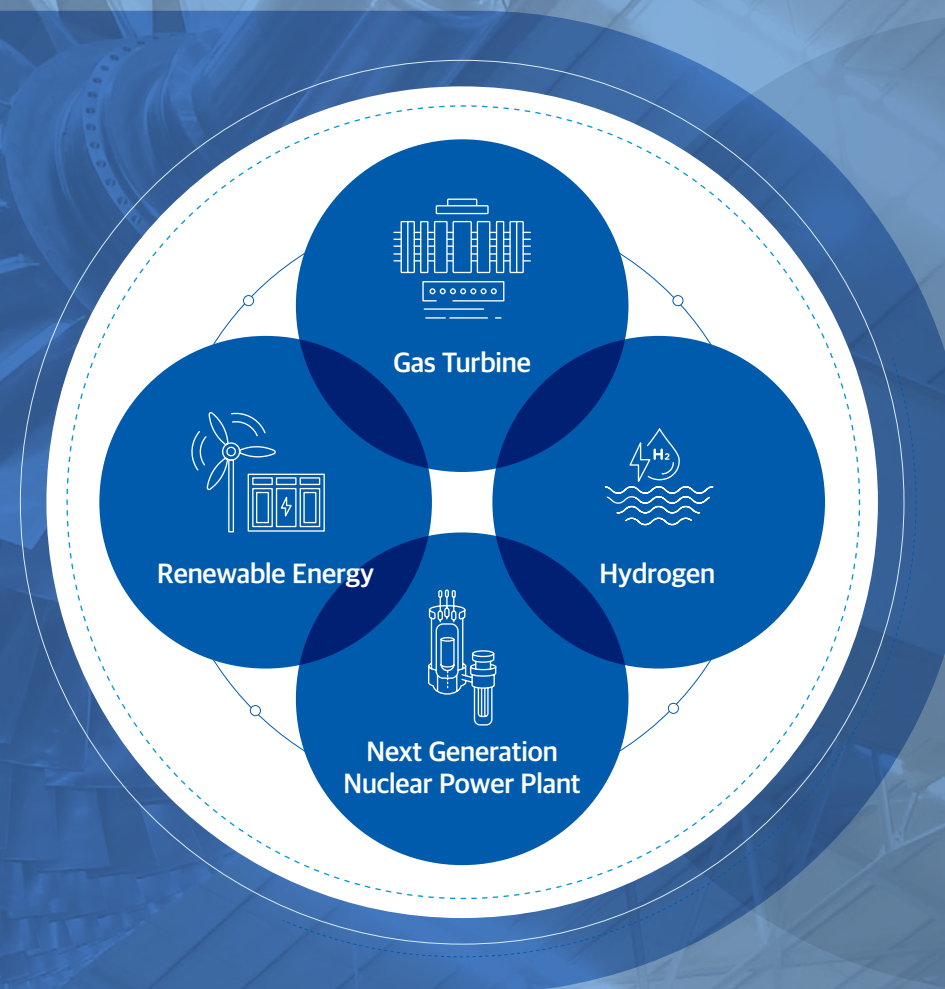 Gas Turbine
Renewable Energy
H₂
Hydrogen
Next Generation
Nuclear Power Plant